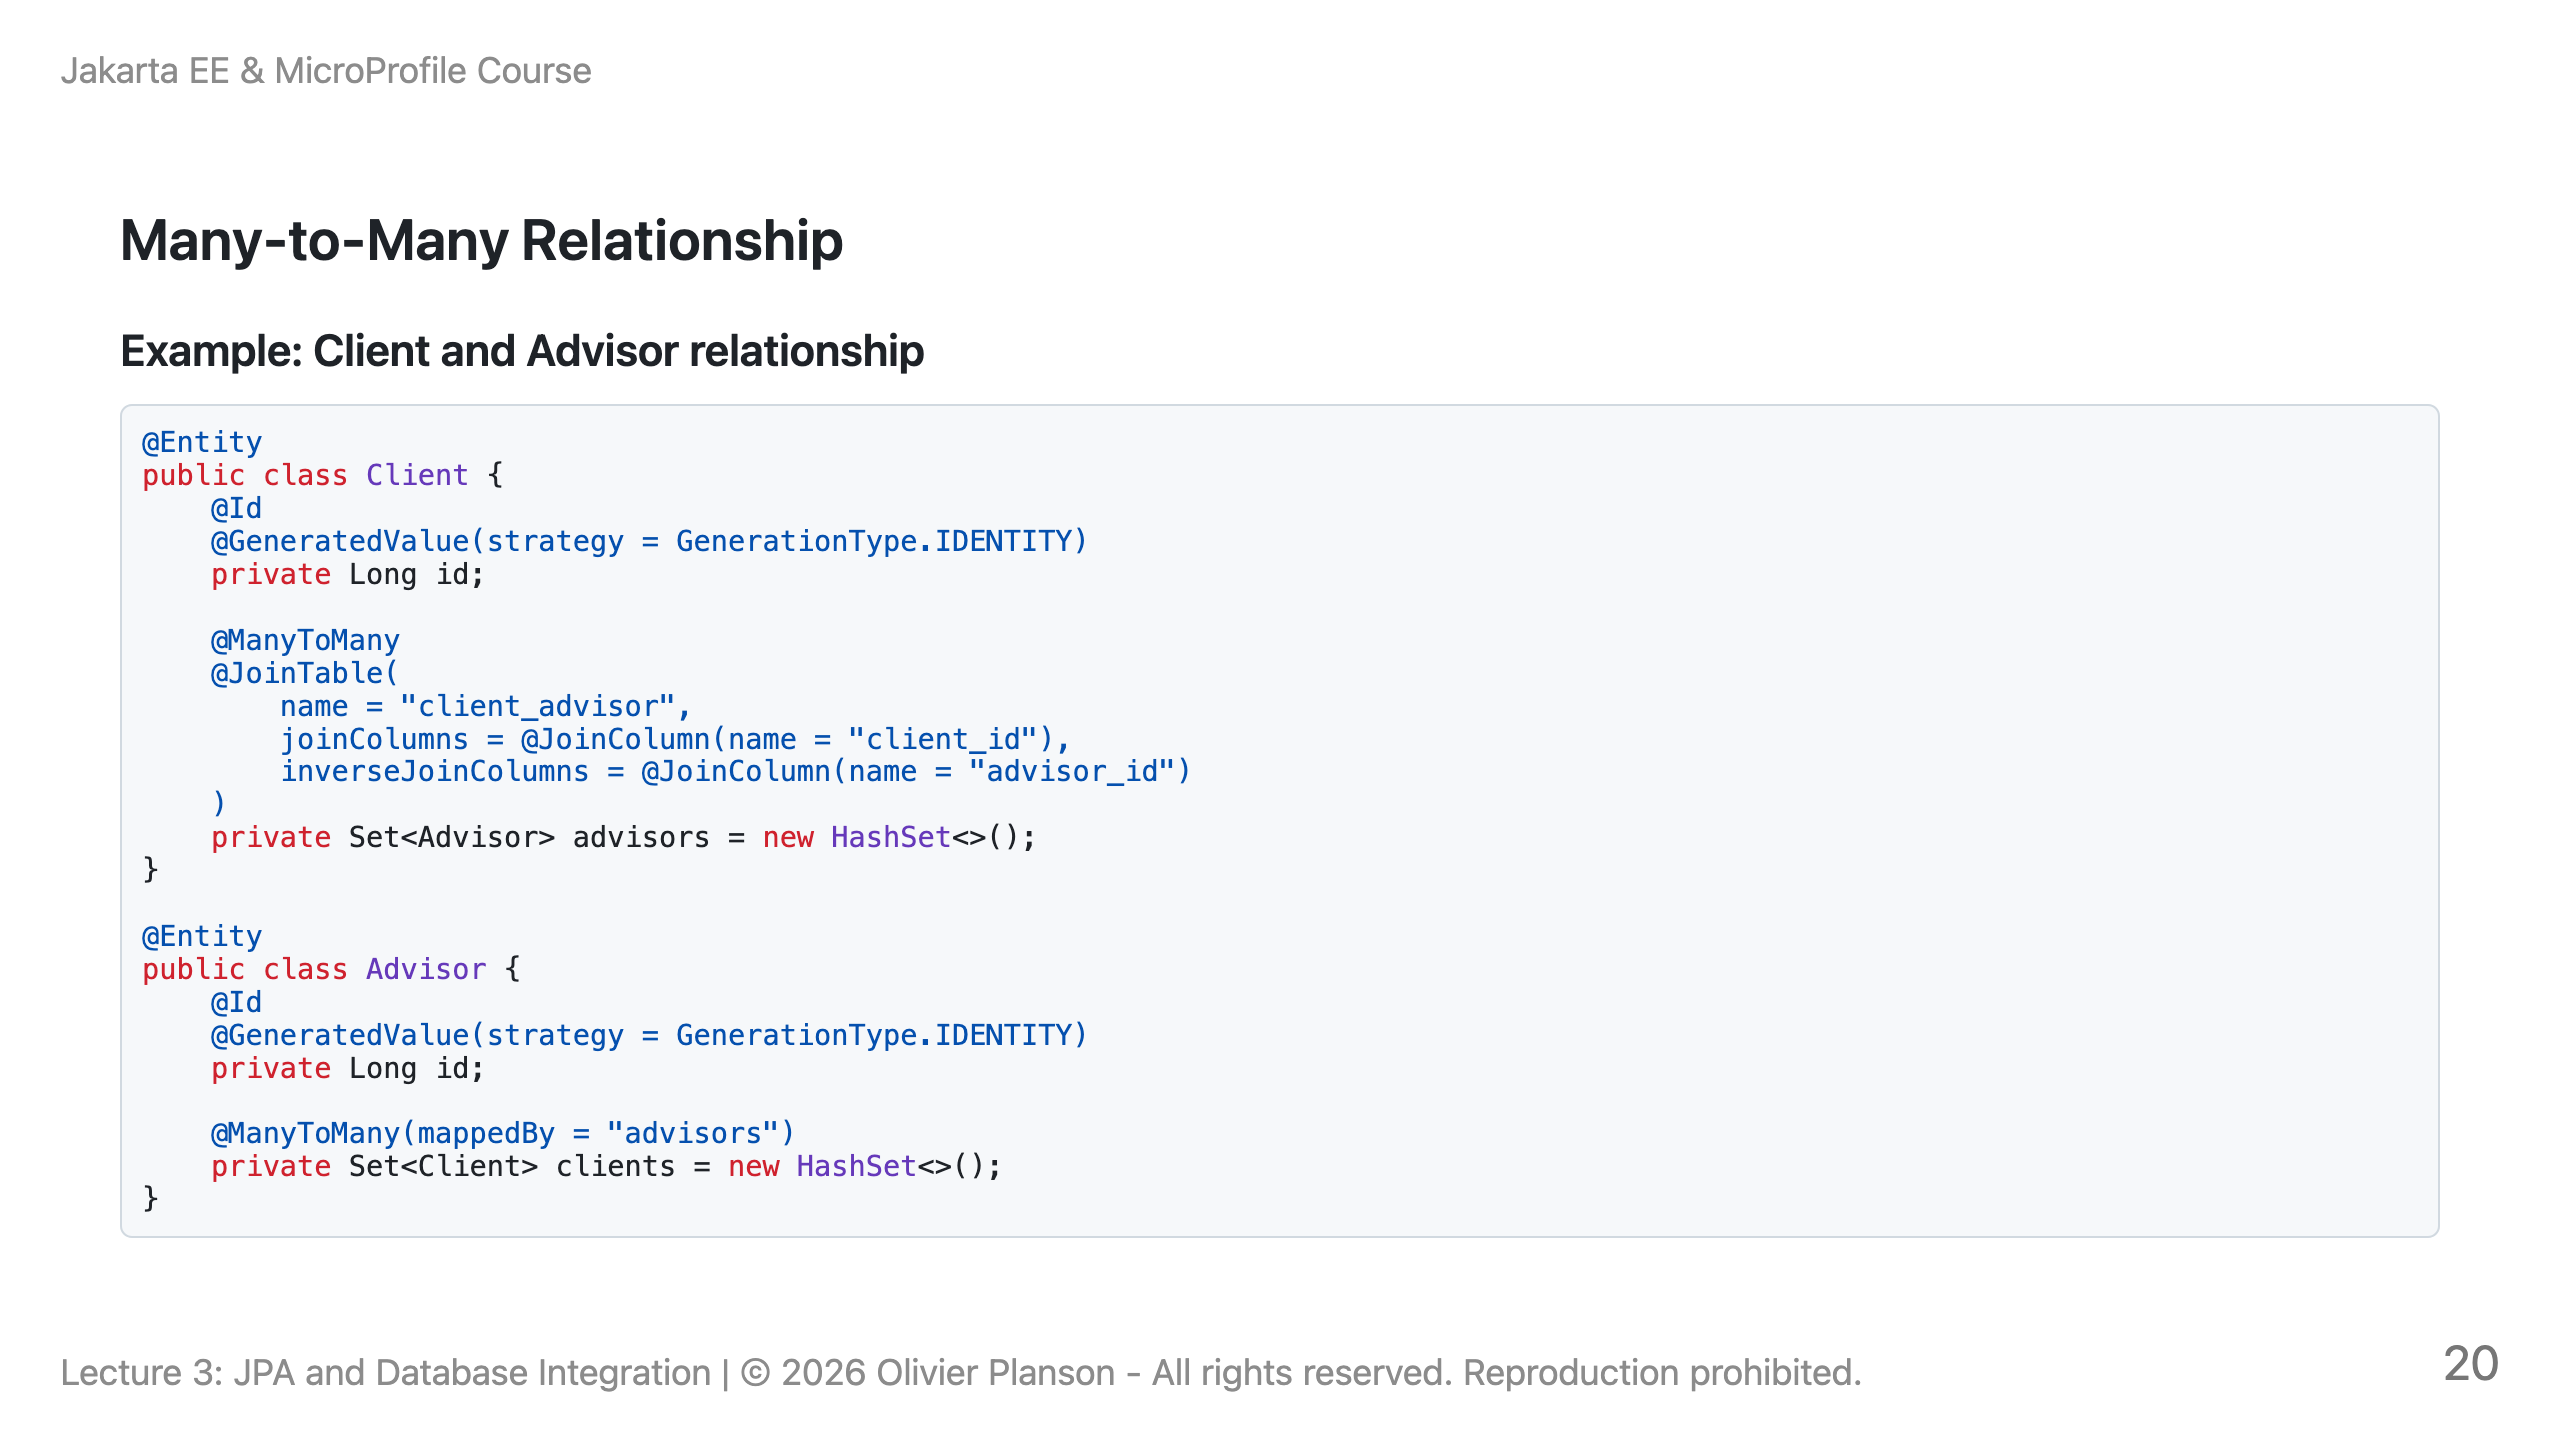 Jakarta EE & MicroProfile Course
Many-to-Many Relationship
Example: Client and Advisor relationship
@Entity
public class Client {
    @Id
    @GeneratedValue(strategy = GenerationType.IDENTITY)
    private Long id;

    @ManyToMany
    @JoinTable(
        name = "client_advisor",
        joinColumns = @JoinColumn(name = "client_id"),
        inverseJoinColumns = @JoinColumn(name = "advisor_id")
    )
    private Set<Advisor> advisors = new HashSet<>();
}

@Entity
public class Advisor {
    @Id
    @GeneratedValue(strategy = GenerationType.IDENTITY)
    private Long id;

    @ManyToMany(mappedBy = "advisors")
    private Set<Client> clients = new HashSet<>();
}
Lecture 3: JPA and Database Integration | © 2026 Olivier Planson - All rights reserved. Reproduction prohibited.
20